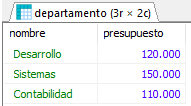 departamento (3r × 2c)
nombre presupuesto
Desarrollo 120.000
Sistemas 150.000
Contabilidad 110.000